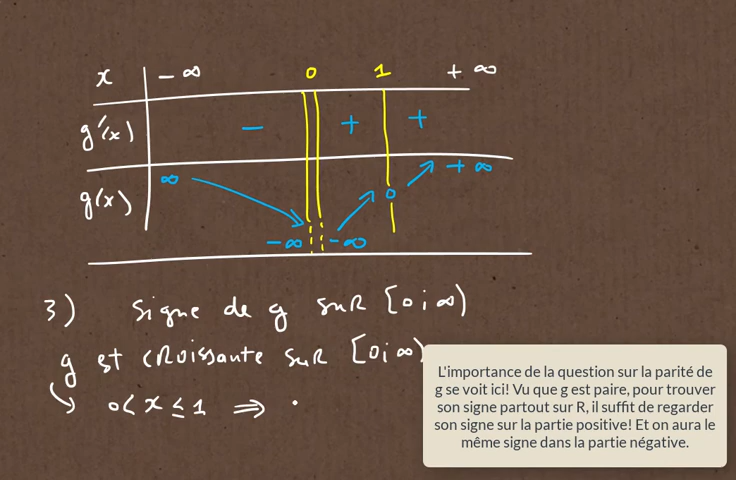 x - ∞ 0 1 + ∞
g'(x) - + +
g(x) ∞ -∞ -∞ 0 + ∞
3) Signe de g sur [0;∞)
g est croissante sur [0;∞)
↳ 0 < x ≤ 1 ⇒
L'importance de la question sur la parité de
g se voit ici! Vu que g est paire, pour trouver
son signe partout sur R, il suffit de regarder
son signe sur la partie positive! Et on aura le
même signe dans la partie négative.